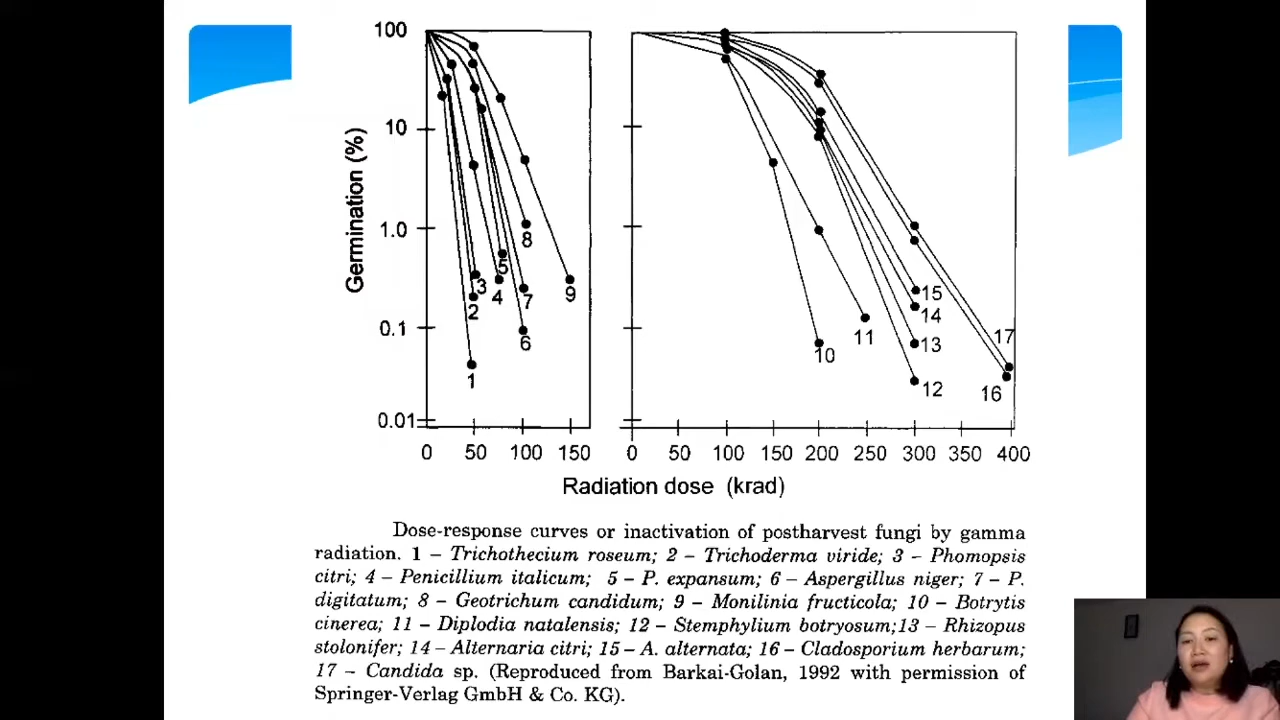 100
10
1.0
0.1
0.01
Germination (%)
1
2
3
4
5
6
7
8
9
10
11
12
13
14
15
16
17
0 50 100 150
0 50 100 150 200 250 300 350 400
Radiation dose (krad)
Dose-response curves or inactivation of postharvest fungi by gamma
radiation. 1 – Trichothecium roseum; 2 – Trichoderma viride; 3 – Phomopsis
citri; 4 – Penicillium italicum; 5 – P. expansum; 6 – Aspergillus niger; 7 – P.
digitatum; 8 – Geotrichum candidum; 9 – Monilinia fructicola; 10 – Botrytis
cinerea; 11 – Diplodia natalensis; 12 – Stemphylium botryosum;13 – Rhizopus
stolonifer; 14 – Alternaria citri; 15 – A. alternata; 16 – Cladosporium herbarum;
17 – Candida sp. (Reproduced from Barkai-Golan, 1992 with permission of
Springer-Verlag GmbH & Co. KG).